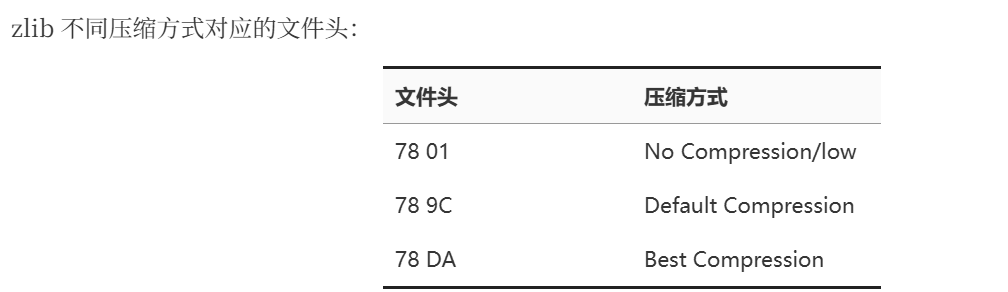 zlib 不同压缩方式对应的文件头：
文件头 压缩方式
78 01 No Compression/low
78 9C Default Compression
78 DA Best Compression